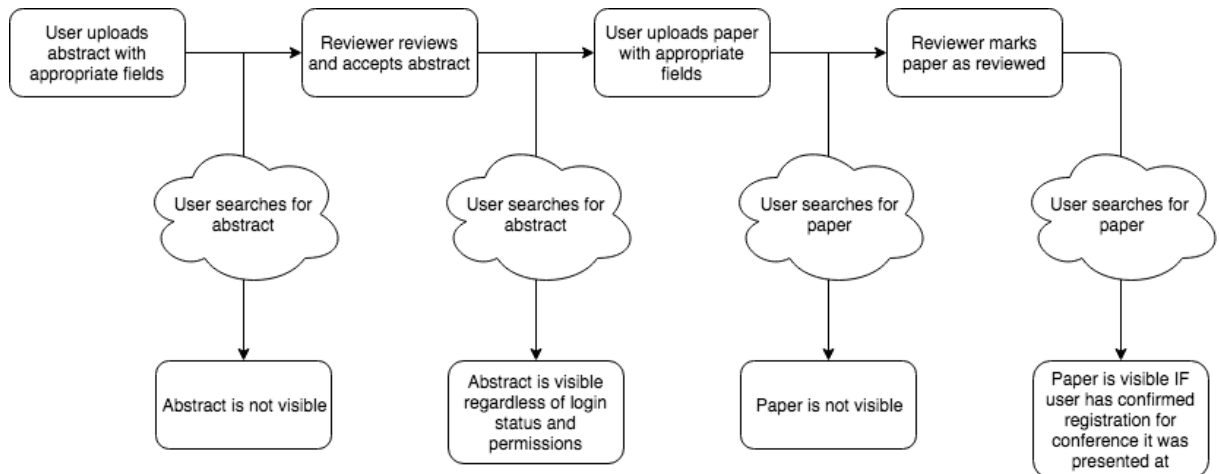 User uploads
abstract with
appropriate fields
Reviewer reviews
and accepts abstract
User uploads paper
with appropriate
fields
Reviewer marks
paper as reviewed
User searches for
abstract
User searches for
abstract
User searches for
paper
User searches for
paper
Abstract is not visible
Abstract is visible
regardless of login
status and
permissions
Paper is not visible
Paper is visible IF
user has confirmed
registration for
conference it was
presented at